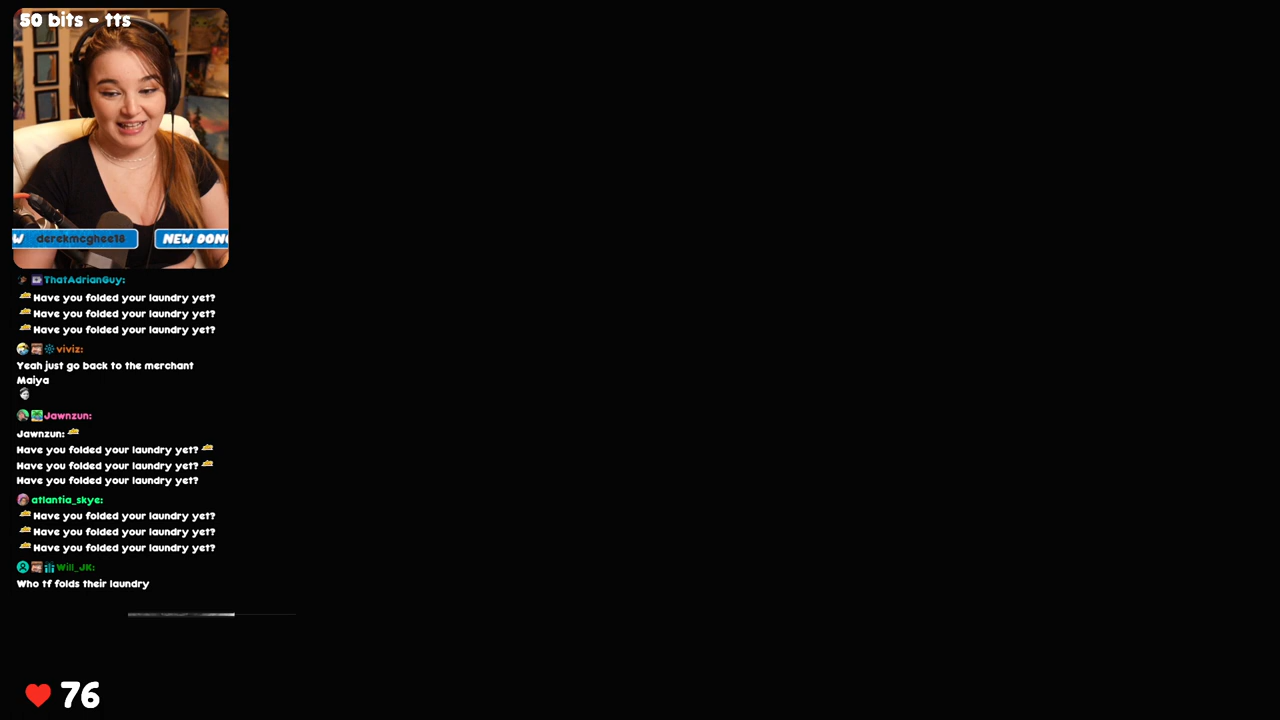 50 bits - tts
W derekmcghee18 NEW DON
ThatAdrianGuy:
Have you folded your laundry yet?
Have you folded your laundry yet?
Have you folded your laundry yet?
viviz:
Yeah just go back to the merchant
Maiya
Jawnzun:
Jawnzun:
Have you folded your laundry yet?
Have you folded your laundry yet?
Have you folded your laundry yet?
atlantia_skye:
Have you folded your laundry yet?
Have you folded your laundry yet?
Have you folded your laundry yet?
Will_JK:
Who tf folds their laundry
76